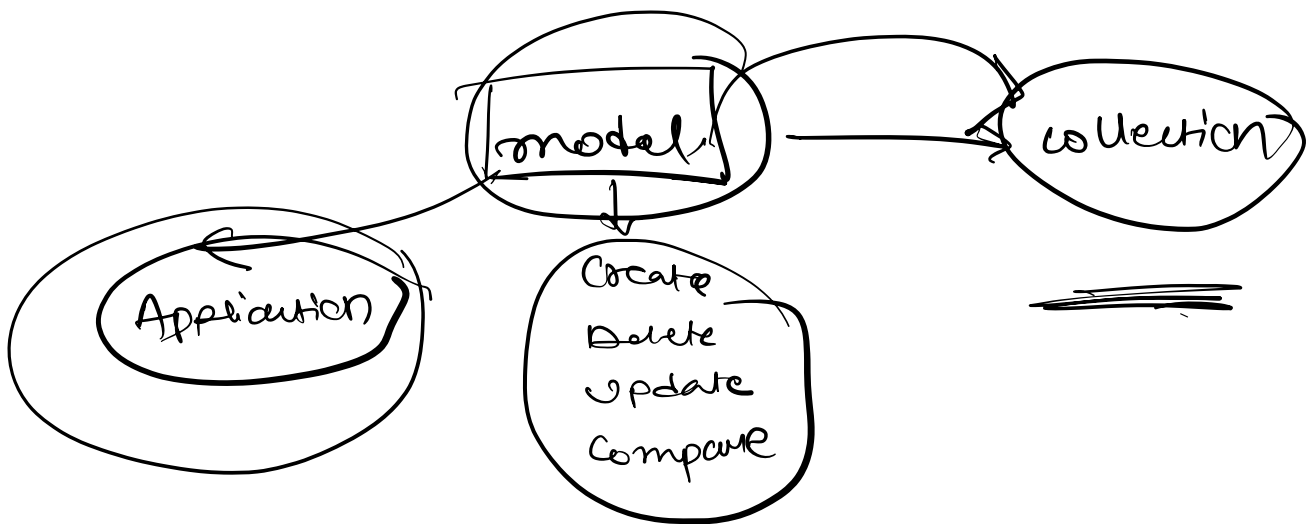 model
collection
Application
Create
Delete
Update
Compare